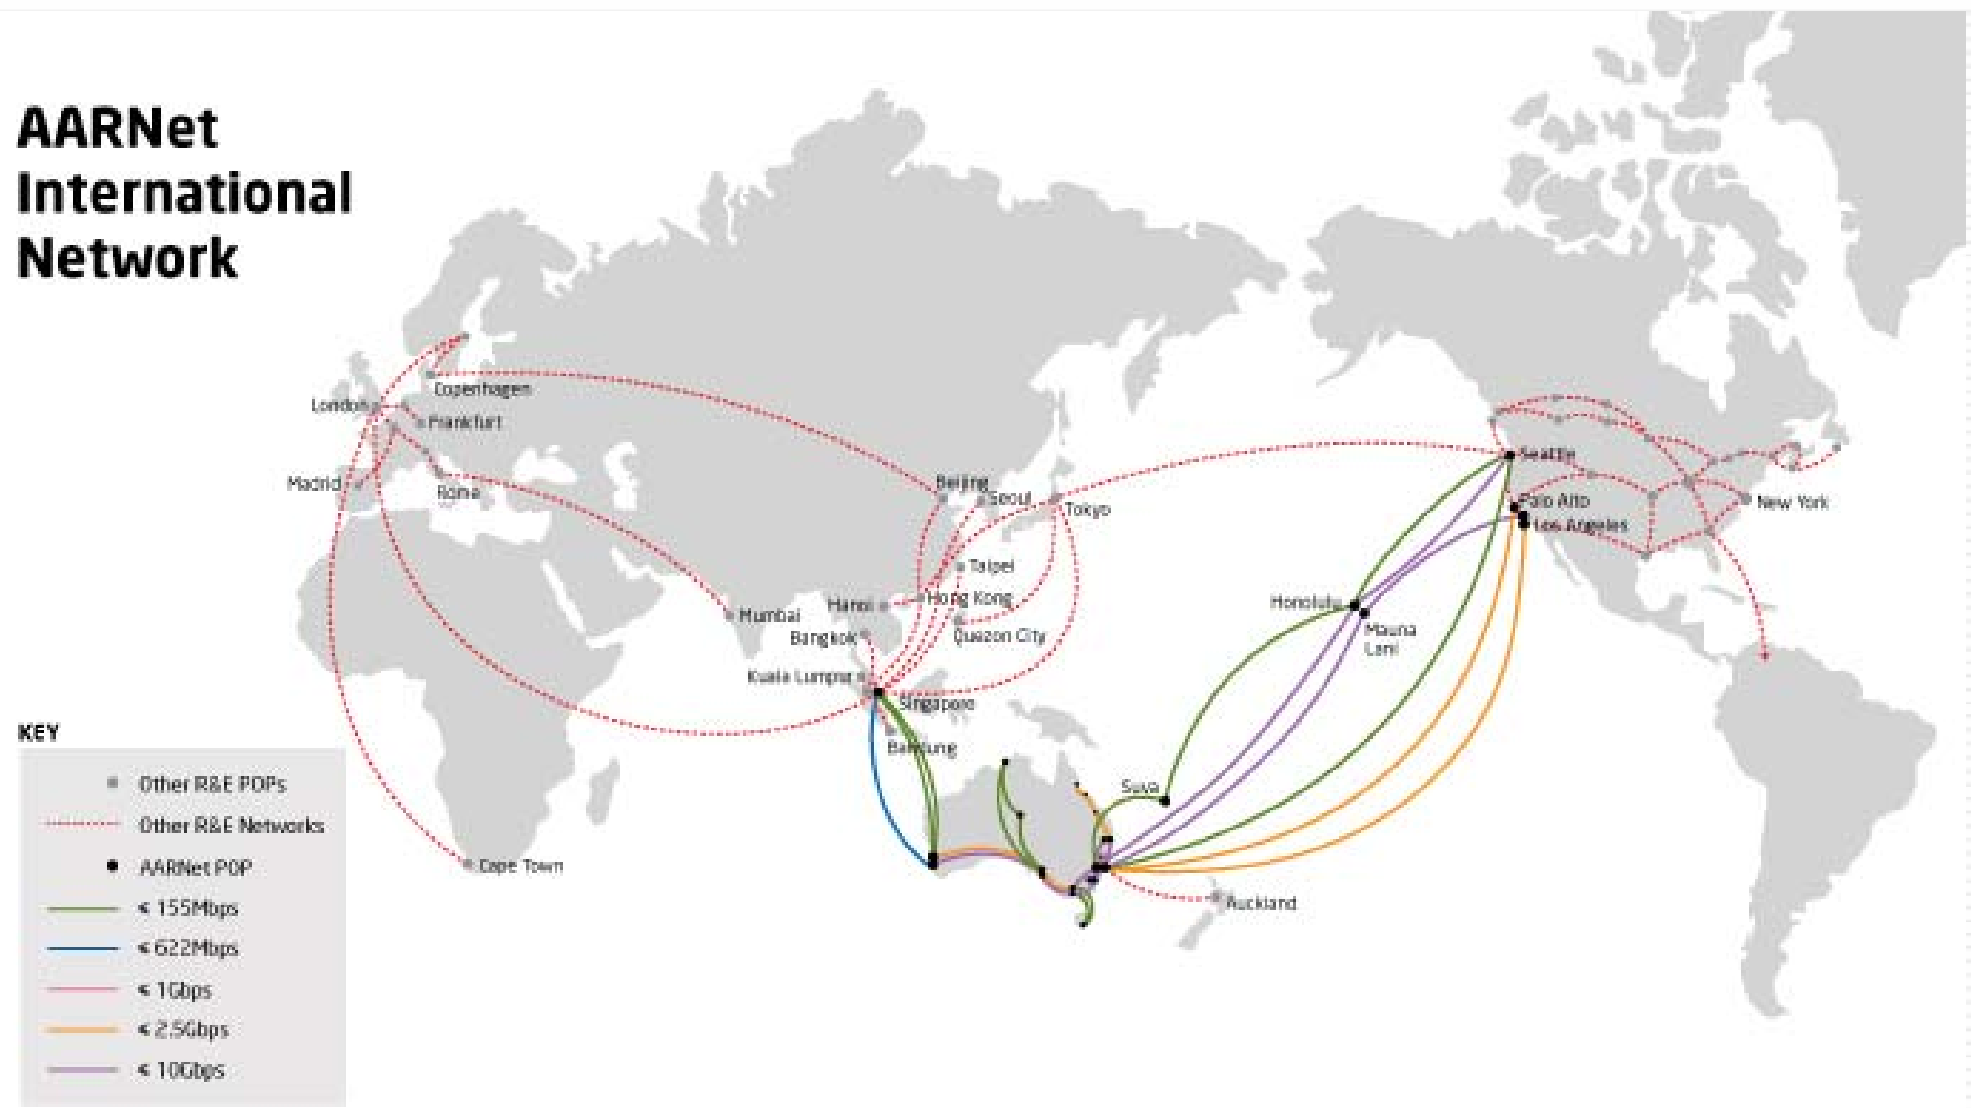 AARNet
International
Network
Copenhagen
London
Frankfurt
Madrid
Rome
Beijing
Seoul
Tokyo
Seattle
Palo Alto
New York
Los Angeles
Taipei
Hanoi
Hong Kong
Mumbai
Quezon City
Bangkok
Honolulu
Mauna
Lani
Kuala Lumpur
Singapore
Bandung
Suva
Cape Town
Auckland
KEY
Other R&E POPs
Other R&E Networks
AARNet POP
≤ 155Mbps
≤ 622Mbps
≤ 1Gbps
≤ 2.5Gbps
≤ 10Gbps